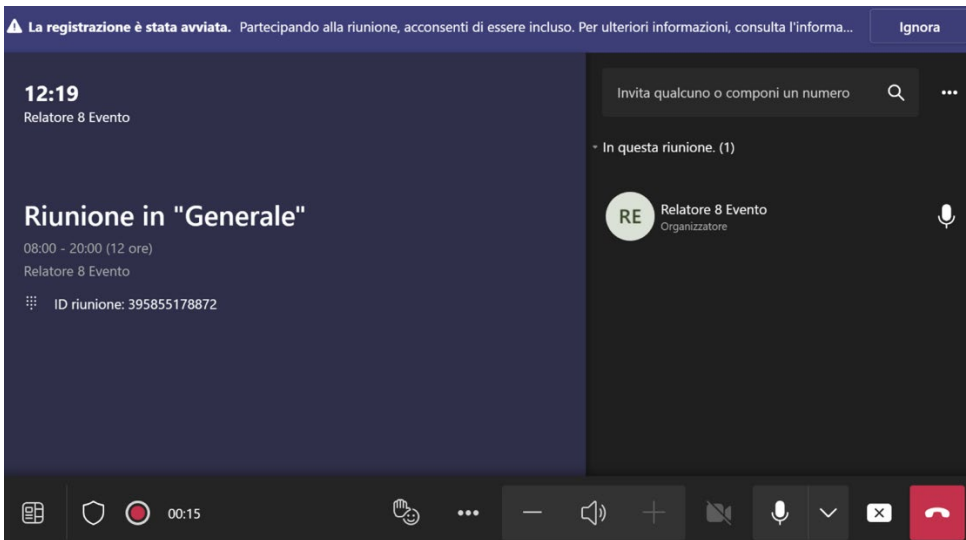 La registrazione è stata avviata. Partecipando alla riunione, acconsenti di essere incluso. Per ulteriori informazioni, consulta l'informa...
Ignora
12:19
Relatore 8 Evento
Riunione in "Generale"
08:00 - 20:00 (12 ore)
Relatore 8 Evento
ID riunione: 395855178872
Invita qualcuno o componi un numero
In questa riunione. (1)
RE
Relatore 8 Evento
Organizzatore
00:15